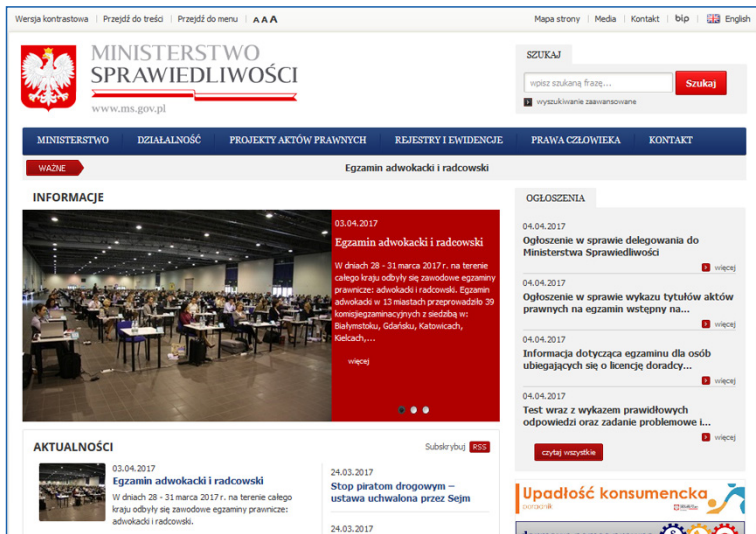 Wersja kontrastowa | Przejdź do treści | Przejdź do menu | A A A
Mapa strony | Media | Kontakt | bip | English
MINISTERSTWO
SPRAWIEDLIWOŚCI
www.ms.gov.pl
SZUKAJ
wpisz szukaną frazę...
Szukaj
wyszukiwanie zaawansowane
MINISTERSTWO DZIAŁALNOŚĆ PROJEKTY AKTÓW PRAWNYCH REJESTRY I EWIDENCJE PRAWA CZŁOWIEKA KONTAKT
WAŻNE
Egzamin adwokacki i radcowski
INFORMACJE
03.04.2017
Egzamin adwokacki i radcowski
W dniach 28 - 31 marca 2017 r. na terenie
całego kraju odbyły się zawodowe egzaminy
prawnicze: adwokacki i radcowski. Egzamin
adwokacki w 13 miastach przeprowadziło 39
komisjiegzaminacyjnych z siedzibą w:
Białymstoku, Gdańsku, Katowicach,
Kielcach,...
więcej
OGŁOSZENIA
04.04.2017
Ogłoszenie w sprawie delegowania do
Ministerstwa Sprawiedliwości
więcej
04.04.2017
Ogłoszenie w sprawie wykazu tytułów aktów
prawnych na egzamin wstępny na...
więcej
04.04.2017
Informacja dotycząca egzaminu dla osób
ubiegających się o licencję doradcy...
więcej
04.04.2017
Test wraz z wykazem prawidłowych
odpowiedzi oraz zadanie problemowe i...
więcej
czytaj wszystkie
AKTUALNOŚCI
Subskrybuj RSS
03.04.2017
Egzamin adwokacki i radcowski
W dniach 28 - 31 marca 2017 r. na terenie całego
kraju odbyły się zawodowe egzaminy prawnicze:
adwokacki i radcowski.
24.03.2017
Stop piratom drogowym –
ustawa uchwalona przez Sejm
24.03.2017
Upadłość konsumencka
poradnik